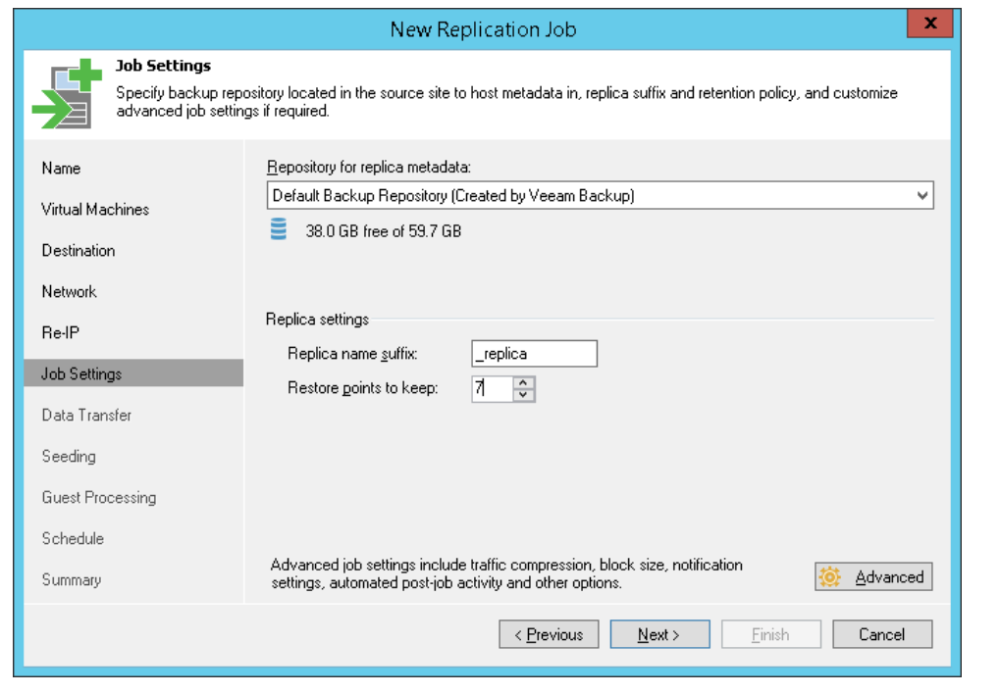 New Replication Job
x
Job Settings
Specify backup repository located in the source site to host metadata in, replica suffix and retention policy, and customize
advanced job settings if required.
Name
Virtual Machines
Destination
Network
Re-IP
Job Settings
Data Transfer
Seeding
Guest Processing
Schedule
Summary
Repository for replica metadata:
Default Backup Repository (Created by Veeam Backup)
38.0 GB free of 59.7 GB
Replica settings
Replica name suffix: _replica
Restore points to keep: 7
Advanced job settings include traffic compression, block size, notification
settings, automated post-job activity and other options.
Advanced
< Previous Next > Finish Cancel